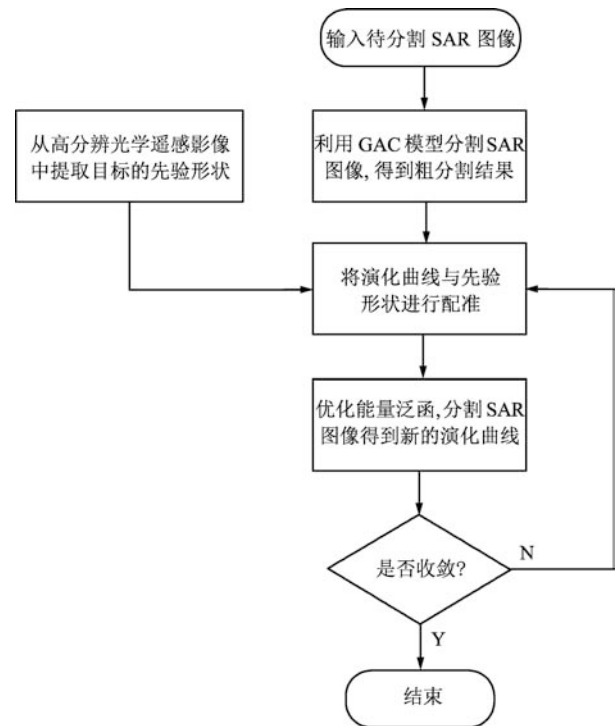 输入待分割 SAR 图像
从高分辨光学遥感影像
中提取目标的先验形状
利用 GAC 模型分割 SAR
图像, 得到粗分割结果
将演化曲线与先验
形状进行配准
优化能量泛函,分割 SAR
图像得到新的演化曲线
是否收敛?
N
Y
结束